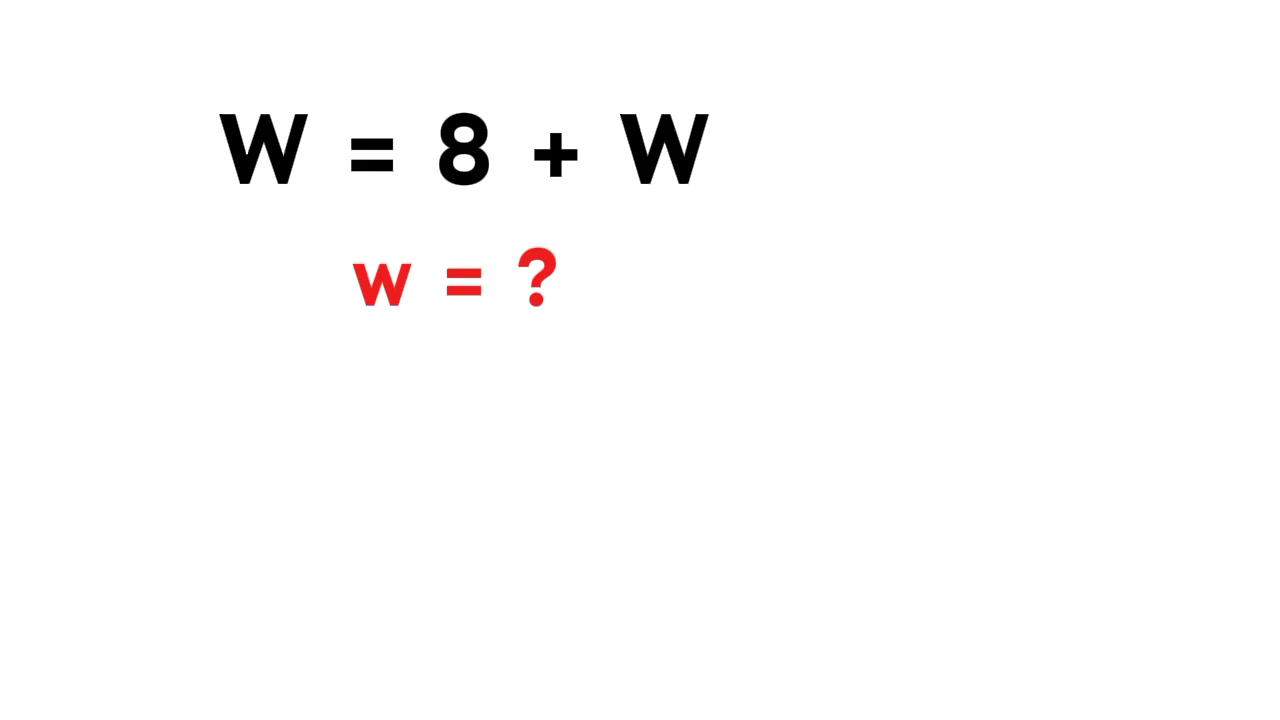 W = 8 + W
w = ?